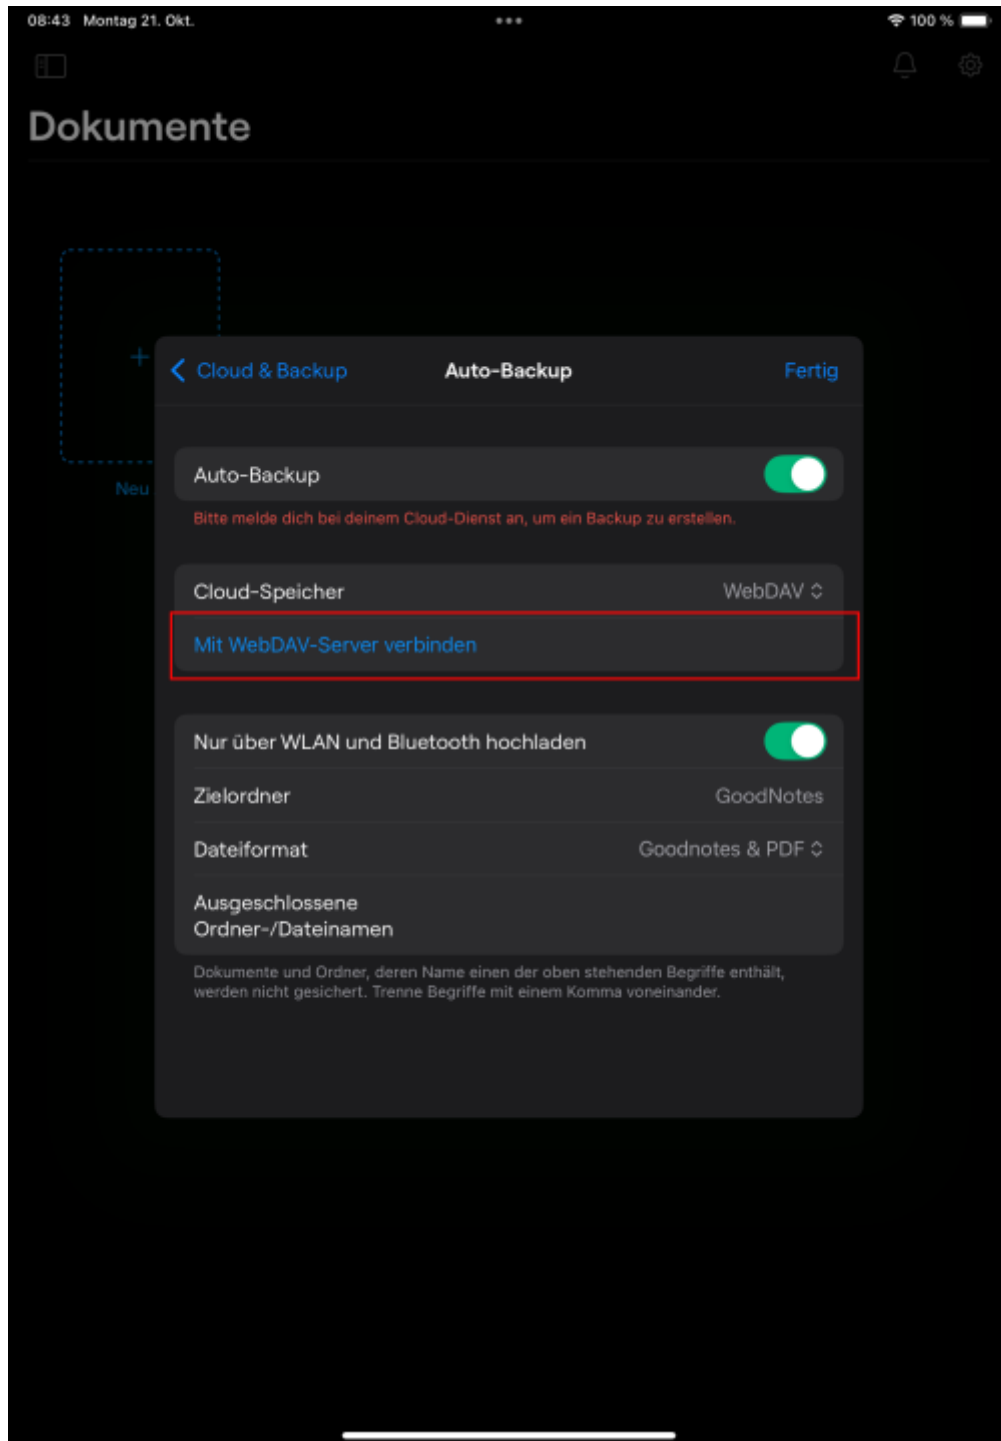 08:43 Montag 21. Okt.
100 %
Dokumente
Neu
Cloud & Backup
Auto-Backup
Fertig
Auto-Backup
Bitte melde dich bei deinem Cloud-Dienst an, um ein Backup zu erstellen.
Cloud-Speicher
WebDAV
Mit WebDAV-Server verbinden
Nur über WLAN und Bluetooth hochladen
Zielordner
GoodNotes
Dateiformat
Goodnotes & PDF
Ausgeschlossene
Ordner-/Dateinamen
Dokumente und Ordner, deren Name einen der oben stehenden Begriffe enthält,
werden nicht gesichert. Trenne Begriffe mit einem Komma voneinander.